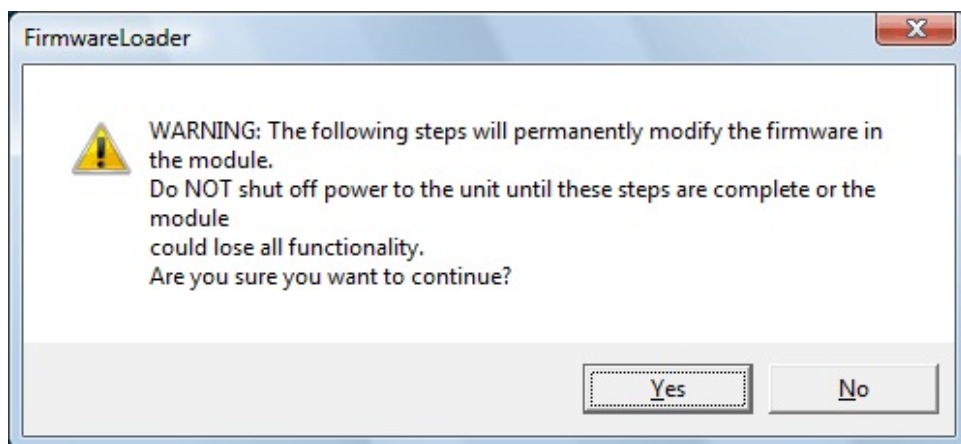 FirmwareLoader
WARNING: The following steps will permanently modify the firmware in
the module.
Do NOT shut off power to the unit until these steps are complete or the
module
could lose all functionality.
Are you sure you want to continue?
Yes No